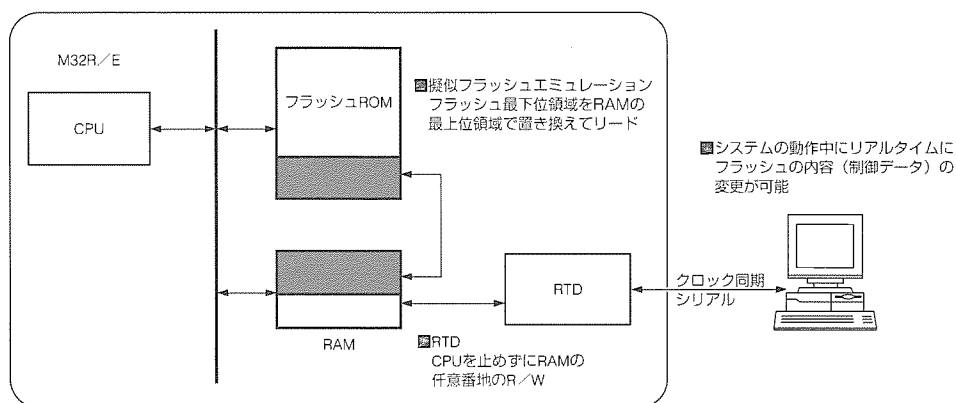 M32R／E
CPU
フラッシュROM
■擬似フラッシュエミュレーション
フラッシュ最下位領域をRAMの
最上位領域で置き換えてリード
■システムの動作中にリアルタイムに
フラッシュの内容（制御データ）の
変更が可能
RTD
クロック同期
シリアル
RAM
■RTD
CPUを止めずにRAMの
任意番地のR／W